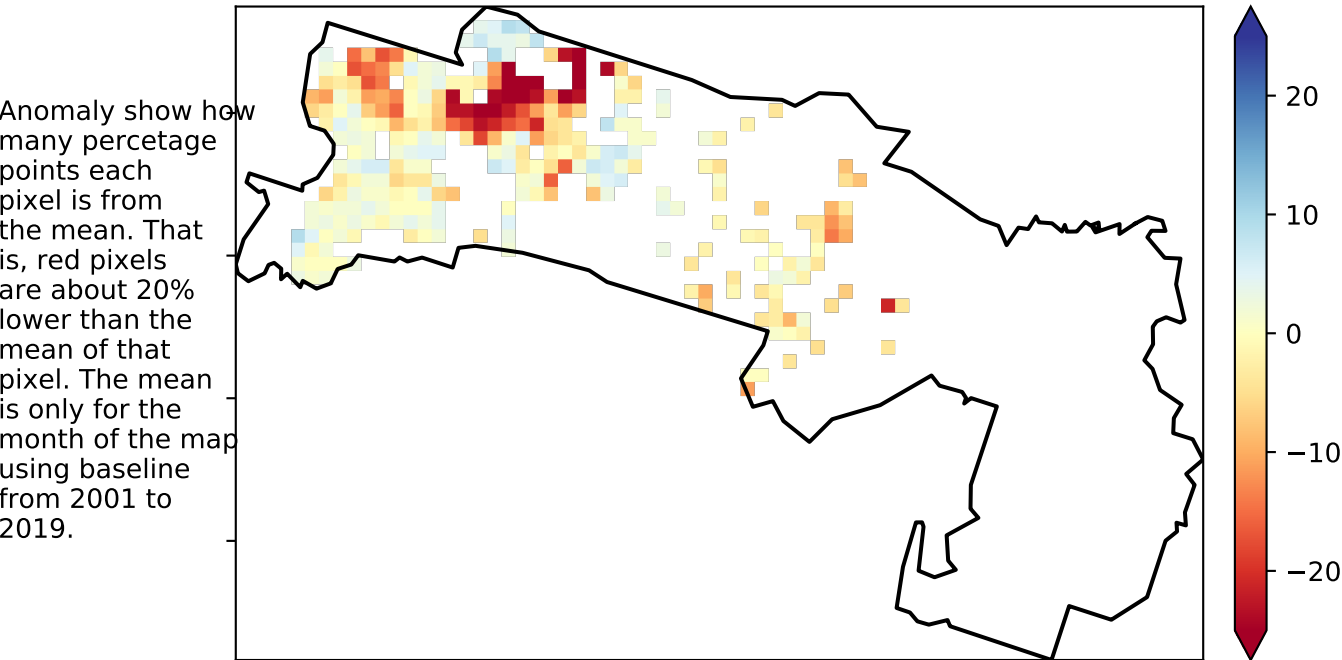 Anomaly show how
many percetage
points each
pixel is from
the mean. That
is, red pixels
are about 20%
lower than the
mean of that
pixel. The mean
is only for the
month of the map
using baseline
from 2001 to
2019.
20
10
0
−10
−20